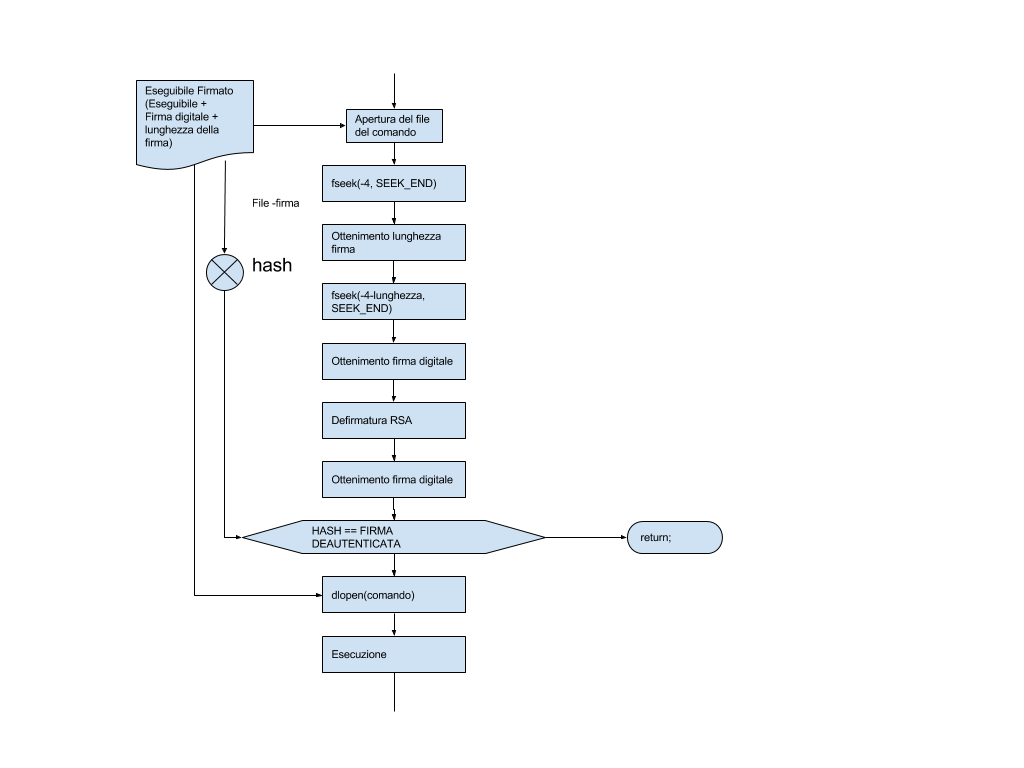 Eseguibile Firmato
(Eseguibile +
Firma digitale +
lunghezza della
firma)
Apertura del file
del comando
fseek(-4, SEEK_END)
File -firma
Ottenimento lunghezza
firma
hash
fseek(-4-lunghezza,
SEEK_END)
Ottenimento firma digitale
Defirmatura RSA
Ottenimento firma digitale
HASH == FIRMA
DEAUTENTICATA
return;
dlopen(comando)
Esecuzione